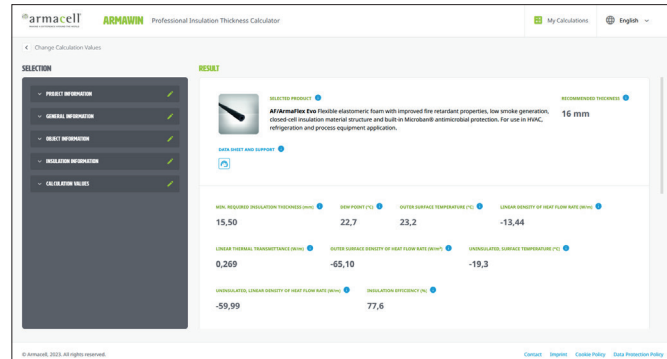 armacell
ARMAWIN Professional Insulation Thickness Calculator
My Calculations
English
Change Calculation Values
SELECTION
RESULT
PROJECT INFORMATION
GENERAL INFORMATION
OBJECT INFORMATION
INSULATION INFORMATION
CALCULATION VALUES
SELECTED PRODUCT
AF/ArmaFlex Evo Flexible elastomeric foam with improved fire retardant properties, low smoke generation,
closed-cell insulation material structure and built-in Microban® antimicrobial protection. For use in HVAC,
refrigeration and process equipment application.
RECOMMENDED THICKNESS
16 mm
DATA SHEET AND SUPPORT
MIN. REQUIRED INSULATION THICKNESS (mm) DEW POINT (°C) OUTER SURFACE TEMPERATURE (°C) LINEAR DENSITY OF HEAT FLOW RATE (W/m)
15,50 22,7 23,2 -13,44
LINEAR THERMAL TRANSMITTANCE (W/m) OUTER SURFACE DENSITY OF HEAT FLOW RATE (W/m²) UNINSULATED, SURFACE TEMPERATURE (°C)
0,269 -65,10 -19,3
UNINSULATED, LINEAR DENSITY OF HEAT FLOW RATE (W/m) INSULATION EFFICIENCY (%)
-59,99 77,6
© Armacell, 2023. All rights reserved.
Contact Imprint Cookie Policy Data Protection Policy